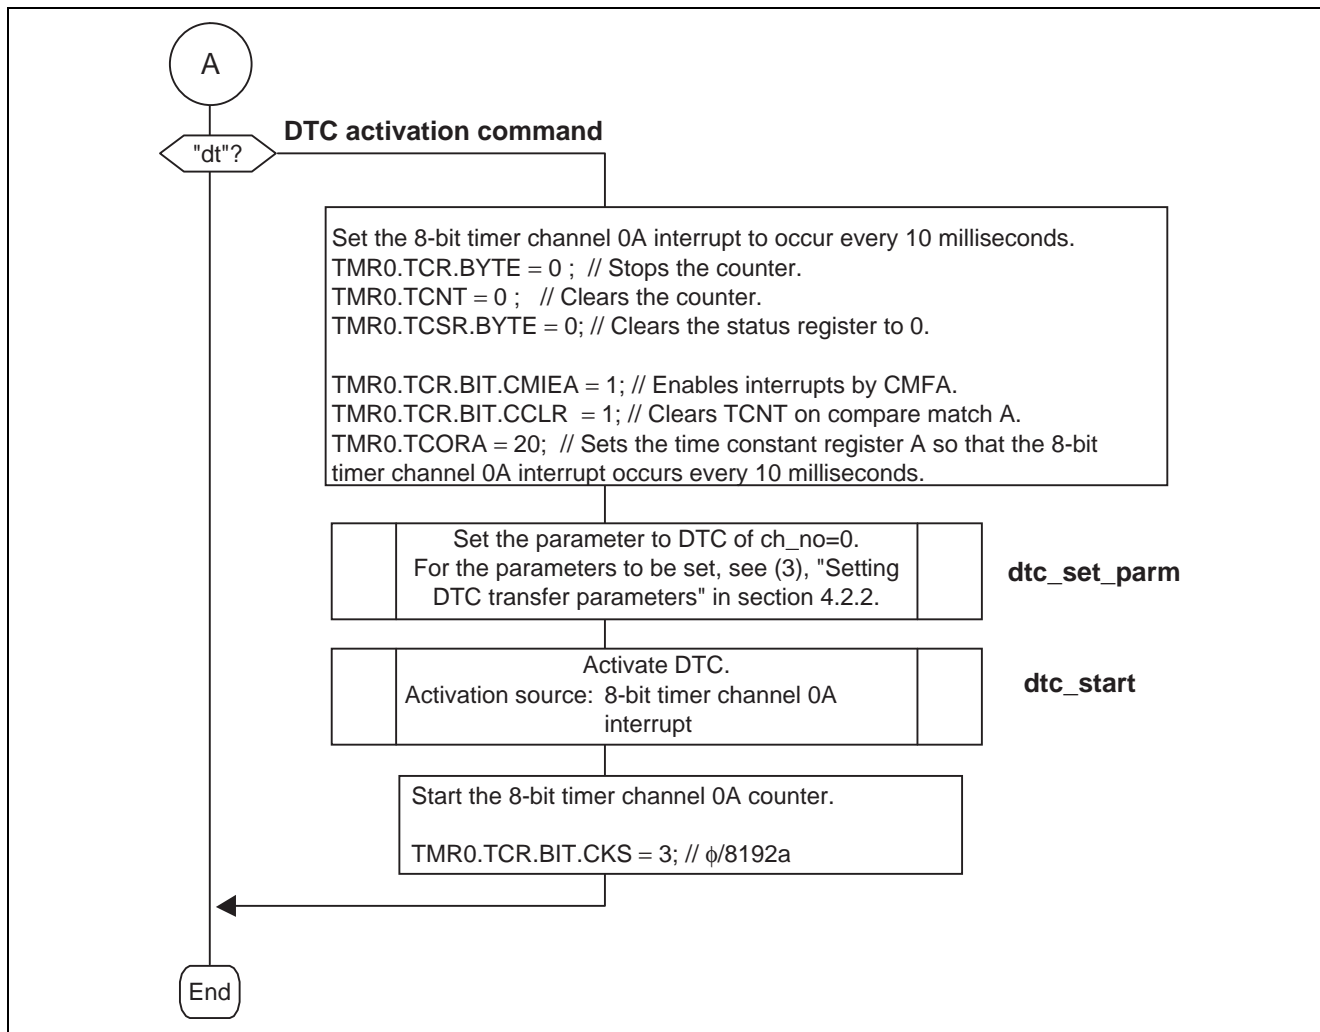 A
DTC activation command
"dt"?
Set the 8-bit timer channel 0A interrupt to occur every 10 milliseconds.
TMR0.TCR.BYTE = 0 ;  // Stops the counter.
TMR0.TCNT = 0 ;   // Clears the counter.
TMR0.TCSR.BYTE = 0; // Clears the status register to 0.
TMR0.TCR.BIT.CMIEA = 1; // Enables interrupts by CMFA.
TMR0.TCR.BIT.CCLR  = 1; // Clears TCNT on compare match A.
TMR0.TCORA = 20;  // Sets the time constant register A so that the 8-bit
timer channel 0A interrupt occurs every 10 milliseconds.
Set the parameter to DTC of ch_no=0.
For the parameters to be set, see (3), "Setting
DTC transfer parameters" in section 4.2.2.
dtc_set_parm
Activate DTC.
Activation source:  8-bit timer channel 0A
interrupt
dtc_start
Start the 8-bit timer channel 0A counter.
TMR0.TCR.BIT.CKS = 3; // ϕ/8192a
End